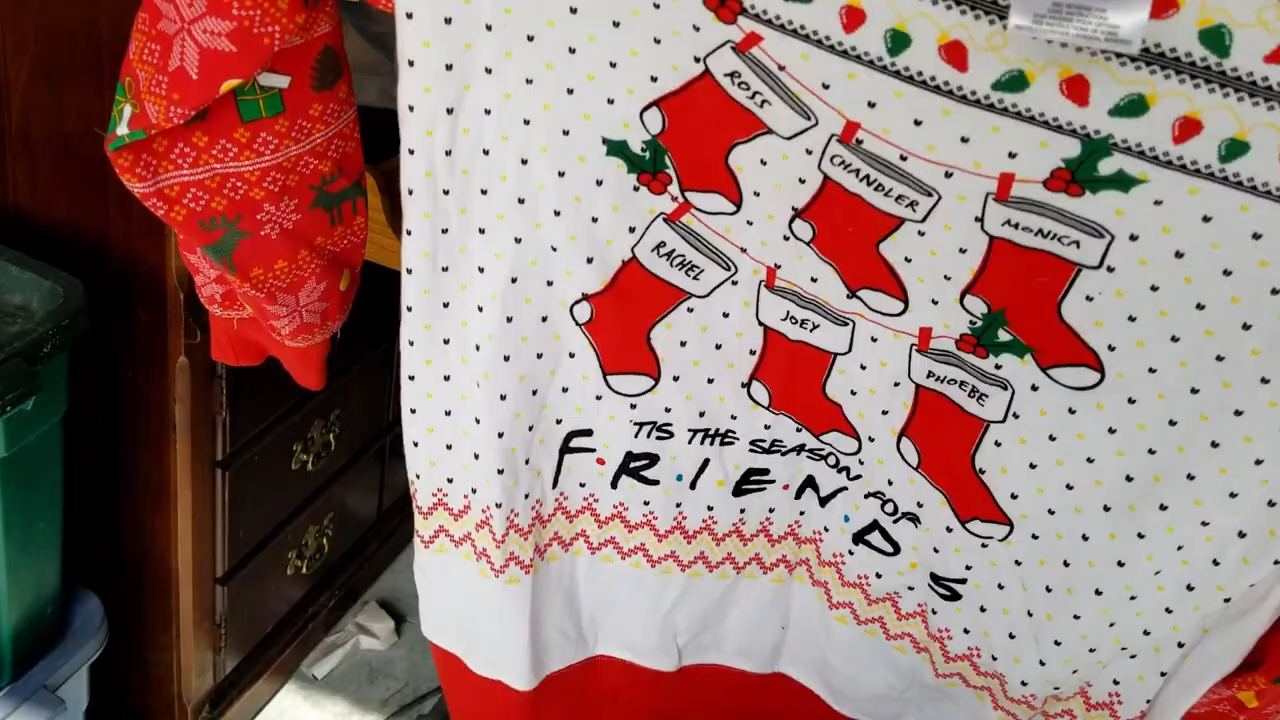 ROSS
CHANDLER
MONICA
RACHEL
JOEY
PHOEBE
'TIS THE SEASON FOR
F·R·I·E·N·D·S